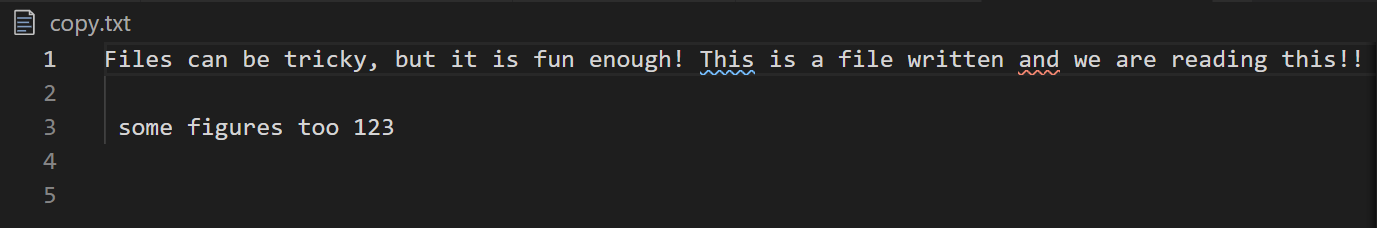 copy.txt
1 Files can be tricky, but it is fun enough! This is a file written and we are reading this!!
2
3 some figures too 123
4
5